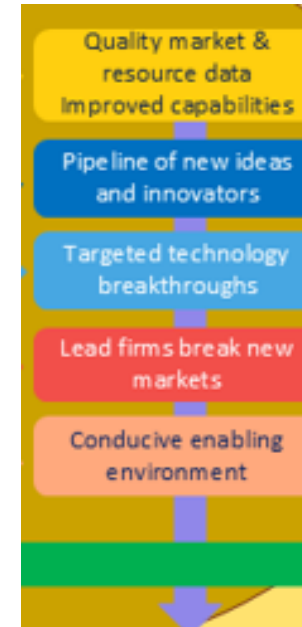 Quality market &
resource data
Improved capabilities
Pipeline of new ideas
and innovators
Targeted technology
breakthroughs
Lead firms break new
markets
Conducive enabling
environment